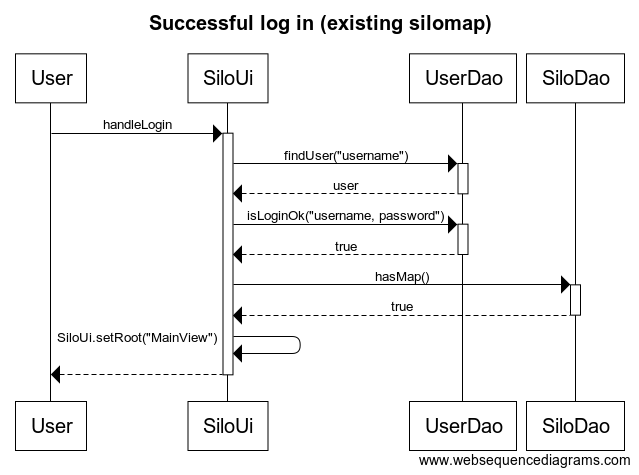 Successful log in (existing silomap)
User SiloUi UserDao SiloDao
handleLogin
findUser("username")
user
isLoginOk("username, password")
true
hasMap()
true
SiloUi.setRoot("MainView")
User SiloUi UserDao SiloDao
www.websequencediagrams.com